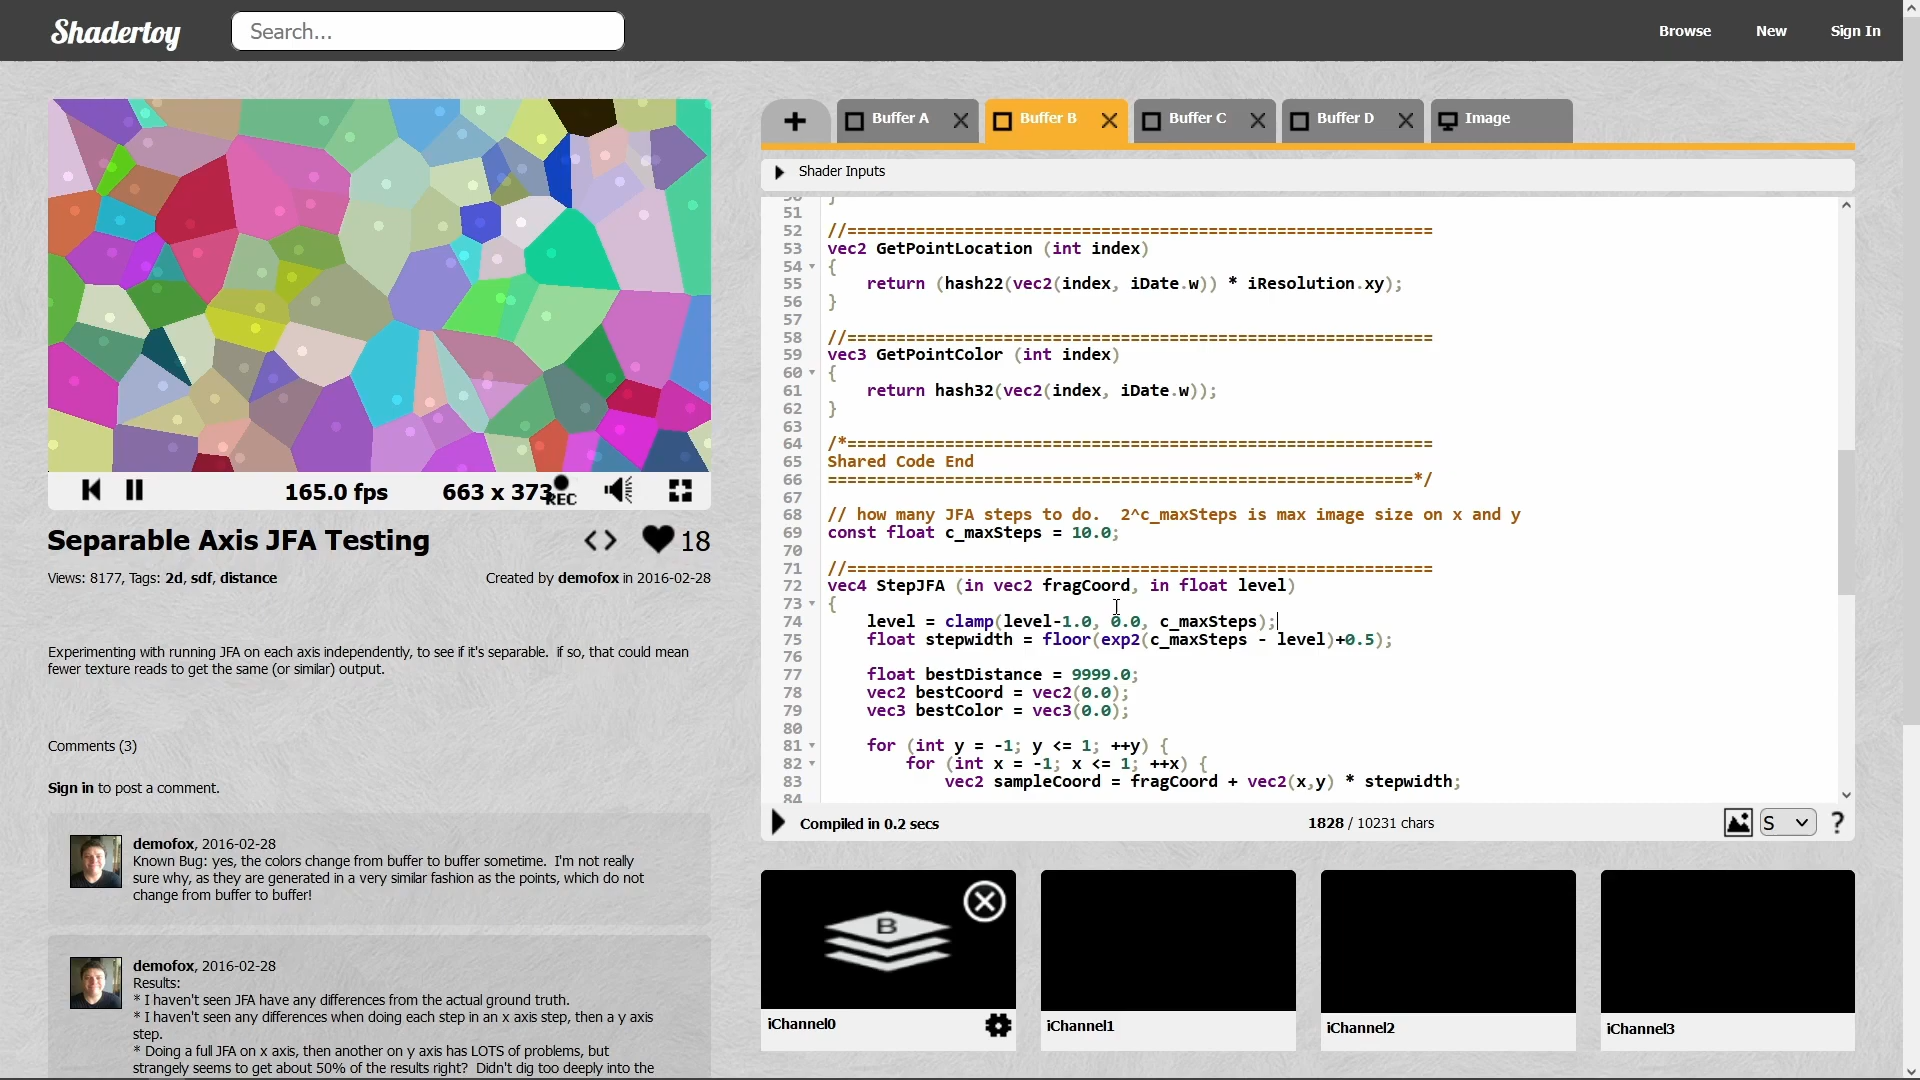 Shadertoy
Search...
Browse
New
Sign In
Buffer A
Buffer B
Buffer C
Buffer D
Image
Shader Inputs
51
52 //============================================================
53 vec2 GetPointLocation (int index)
54 {
55 return (hash22(vec2(index, iDate.w)) * iResolution.xy);
56 }
57
58 //============================================================
59 vec3 GetPointColor (int index)
60 {
61 return hash32(vec2(index, iDate.w));
62 }
63
64 /*============================================================
65 Shared Code End
66 ============================================================*/
67
68 // how many JFA steps to do.  2^c_maxSteps is max image size on x and y
69 const float c_maxSteps = 10.0;
70
71 //============================================================
72 vec4 StepJFA (in vec2 fragCoord, in float level)
73 {
74 level = clamp(level-1.0, 0.0, c_maxSteps);
75 float stepwidth = floor(exp2(c_maxSteps - level)+0.5);
76
77 float bestDistance = 9999.0;
78 vec2 bestCoord = vec2(0.0);
79 vec3 bestColor = vec3(0.0);
80
81 for (int y = -1; y <= 1; ++y) {
82 for (int x = -1; x <= 1; ++x) {
83 vec2 sampleCoord = fragCoord + vec2(x,y) * stepwidth;
84
Compiled in 0.2 secs
1828 / 10231 chars
S
?
165.0 fps
663 x 373
REC
Separable Axis JFA Testing
18
Views: 8177, Tags: 2d, sdf, distance
Created by demofox in 2016-02-28
Experimenting with running JFA on each axis independently, to see if it's separable.  if so, that could mean
fewer texture reads to get the same (or similar) output.
Comments (3)
Sign in to post a comment.
demofox, 2016-02-28
Known Bug: yes, the colors change from buffer to buffer sometime.  I'm not really
sure why, as they are generated in a very similar fashion as the points, which do not
change from buffer to buffer!
demofox, 2016-02-28
Results:
* I haven't seen JFA have any differences from the actual ground truth.
* I haven't seen any differences when doing each step in an x axis step, then a y axis
step.
* Doing a full JFA on x axis, then another on y axis has LOTS of problems, but
strangely seems to get about 50% of the results right?  Didn't dig too deeply into the
B
iChannel0
iChannel1
iChannel2
iChannel3